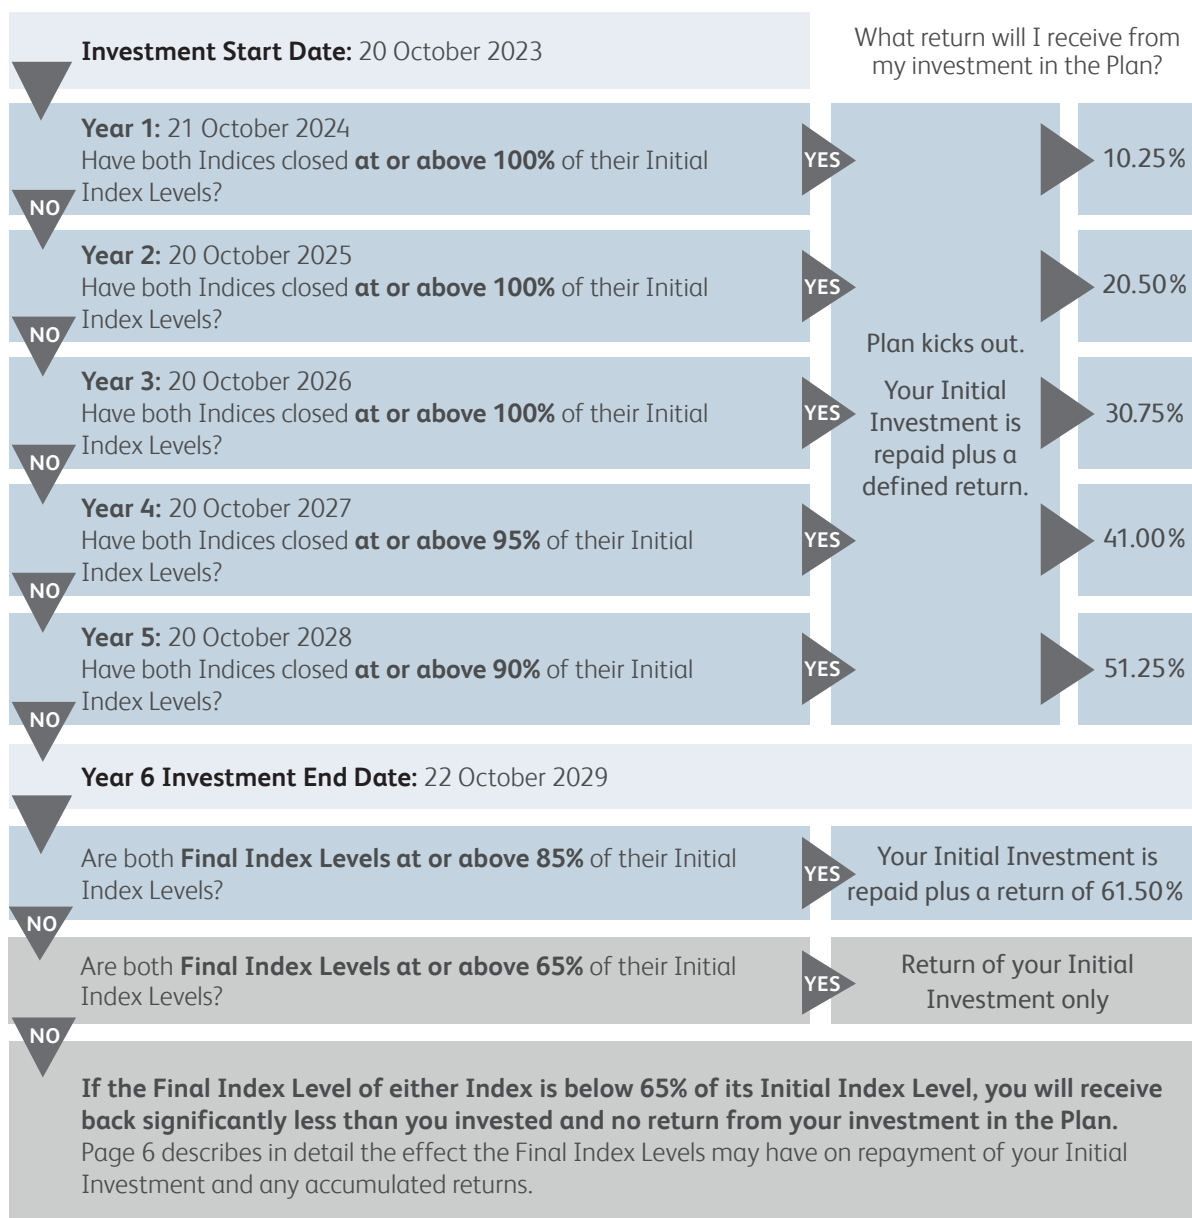 Investment Start Date: 20 October 2023
What return will I receive from
my investment in the Plan?
Year 1: 21 October 2024
Have both Indices closed at or above 100% of their Initial
Index Levels?
YES
10.25%
NO
Year 2: 20 October 2025
Have both Indices closed at or above 100% of their Initial
Index Levels?
YES
20.50%
NO
Year 3: 20 October 2026
Have both Indices closed at or above 100% of their Initial
Index Levels?
YES
Plan kicks out.
Your Initial
Investment is
repaid plus a
defined return.
30.75%
NO
Year 4: 20 October 2027
Have both Indices closed at or above 95% of their Initial
Index Levels?
YES
41.00%
NO
Year 5: 20 October 2028
Have both Indices closed at or above 90% of their Initial
Index Levels?
YES
51.25%
NO
Year 6 Investment End Date: 22 October 2029
Are both Final Index Levels at or above 85% of their Initial
Index Levels?
YES
Your Initial Investment is
repaid plus a return of 61.50%
NO
Are both Final Index Levels at or above 65% of their Initial
Index Levels?
YES
Return of your Initial
Investment only
NO
If the Final Index Level of either Index is below 65% of its Initial Index Level, you will receive
back significantly less than you invested and no return from your investment in the Plan.
Page 6 describes in detail the effect the Final Index Levels may have on repayment of your Initial
Investment and any accumulated returns.